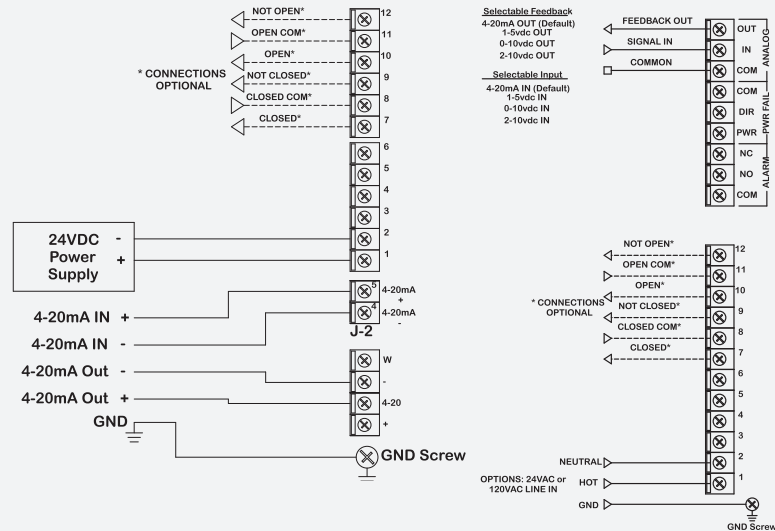 NOT OPEN*
12
OPEN COM*
11
OPEN*
10
* CONNECTIONS
OPTIONAL
NOT CLOSED*
9
CLOSED COM*
8
CLOSED*
7
6
5
4
3
2
1
24VDC -
Power +
Supply
4-20mA IN +
4-20mA IN -
5 4-20mA
+
4 4-20mA
-
J-2
4-20mA Out -
4-20mA Out +
W
-
4-20
+
GND
GND Screw
Selectable Feedback
4-20mA OUT (Default)
1-5vdc OUT
0-10vdc OUT
2-10vdc OUT
Selectable Input
4-20mA IN (Default)
1-5vdc IN
0-10vdc IN
2-10vdc IN
FEEDBACK OUT
SIGNAL IN
COMMON
OUT
IN
COM
ANALOG
COM
DIR
PWR
PWR FAIL
NC
NO
COM
ALARM
NOT OPEN*
12
OPEN COM*
11
OPEN*
10
* CONNECTIONS
OPTIONAL
NOT CLOSED*
9
CLOSED COM*
8
CLOSED*
7
6
5
4
3
2
1
NEUTRAL
OPTIONS: 24VAC or
120VAC LINE IN
HOT
GND
GND Screw